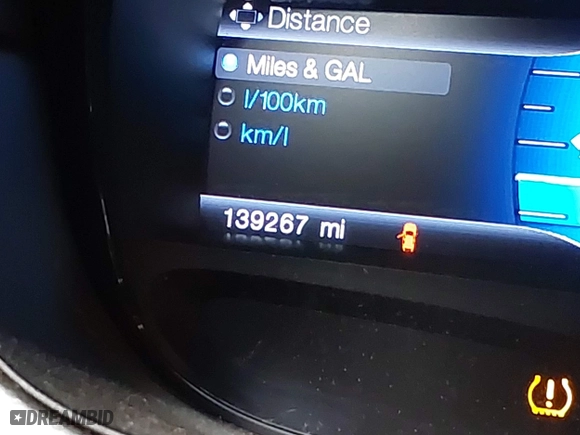 Distance
Miles & GAL
l/100km
km/l
139267 mi
DREAMBID